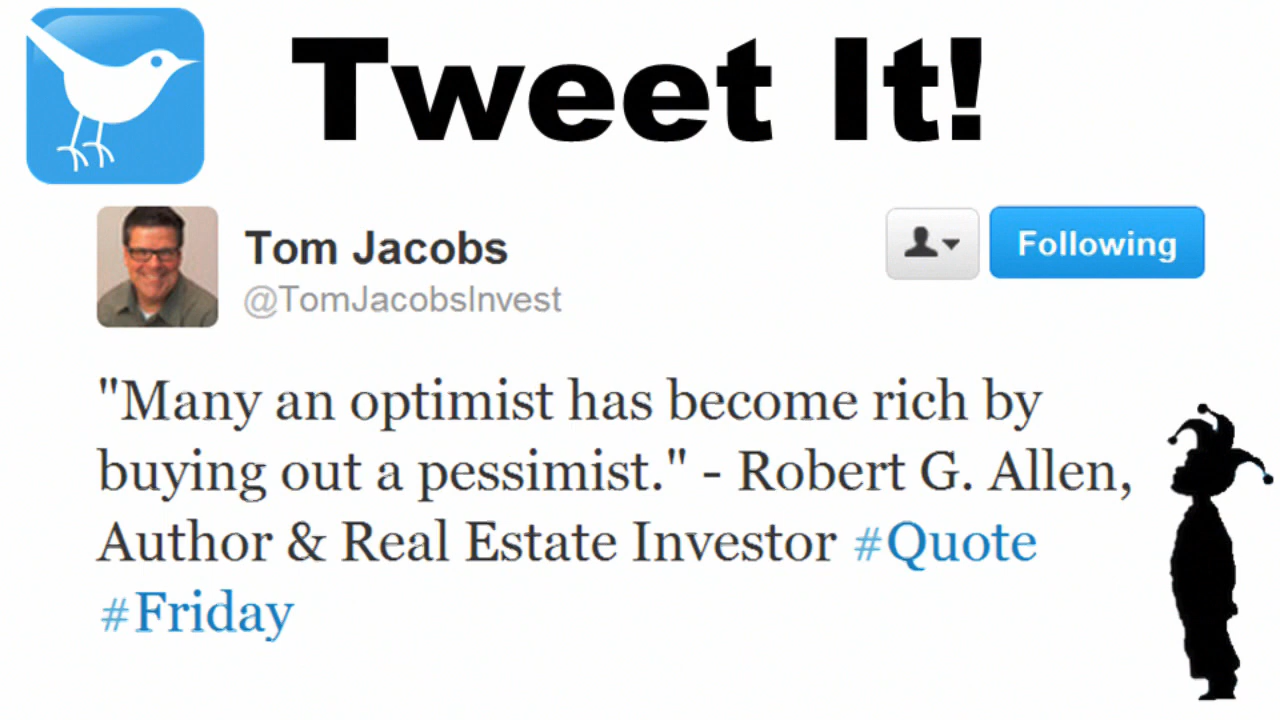 Tweet It!
Tom Jacobs
@TomJacobsInvest
Following
"Many an optimist has become rich by
buying out a pessimist." - Robert G. Allen,
Author & Real Estate Investor #Quote
#Friday